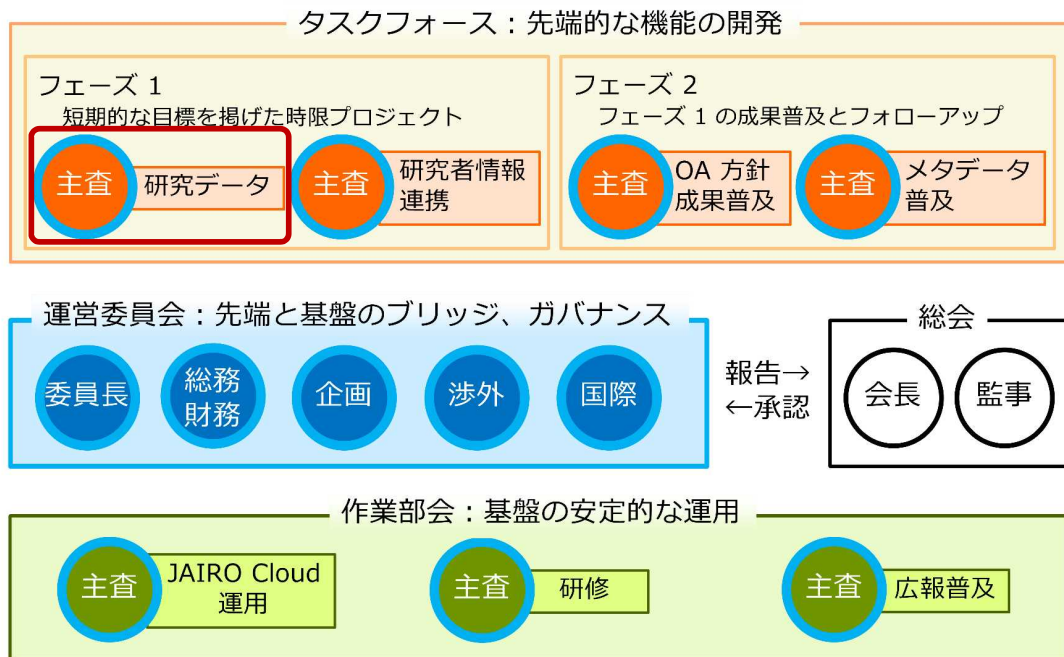 タスクフォース：先端的な機能の開発
フェーズ 1
短期的な目標を掲げた時限プロジェクト
主査
研究データ
主査
研究者情報
連携
フェーズ 2
フェーズ 1 の成果普及とフォローアップ
主査
OA 方針
成果普及
主査
メタデータ
普及
運営委員会：先端と基盤のブリッジ、ガバナンス
委員長
総務
財務
企画
渉外
国際
報告→
←承認
総会
会長
監事
作業部会：基盤の安定的な運用
主査
JAIRO Cloud
運用
主査
研修
主査
広報普及